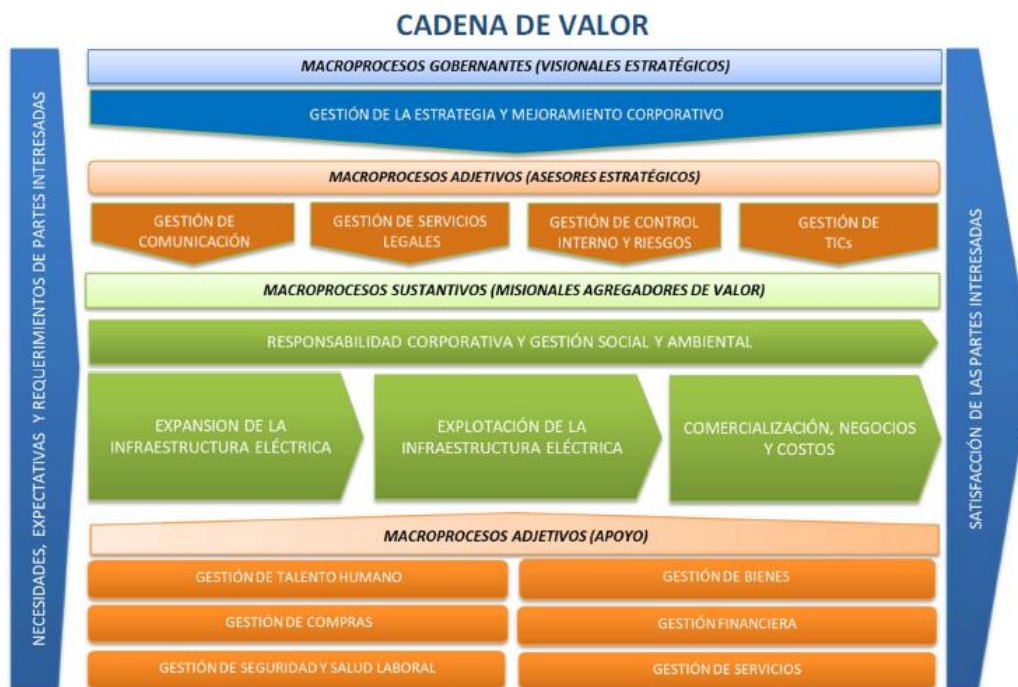 CADENA DE VALOR
NECESIDADES, EXPECTATIVAS Y REQUERIMIENTOS DE PARTES INTERESADAS
MACROPROCESOS GOBERNANTES (VISIONALES ESTRATÉGICOS)
GESTIÓN DE LA ESTRATEGIA Y MEJORAMIENTO CORPORATIVO
MACROPROCESOS ADJETIVOS (ASESORES ESTRATÉGICOS)
GESTIÓN DE
COMUNICACIÓN
GESTIÓN DE SERVICIOS
LEGALES
GESTIÓN DE CONTROL
INTERNO Y RIESGOS
GESTIÓN DE
TICs
MACROPROCESOS SUSTANTIVOS (MISIONALES AGREGADORES DE VALOR)
RESPONSABILIDAD CORPORATIVA Y GESTIÓN SOCIAL Y AMBIENTAL
EXPANSION DE LA
INFRAESTRUCTURA ELÉCTRICA
EXPLOTACIÓN DE LA
INFRAESTRUCTURA ELÉCTRICA
COMERCIALIZACIÓN, NEGOCIOS
Y COSTOS
MACROPROCESOS ADJETIVOS (APOYO)
GESTIÓN DE TALENTO HUMANO
GESTIÓN DE BIENES
GESTIÓN DE COMPRAS
GESTIÓN FINANCIERA
GESTIÓN DE SEGURIDAD Y SALUD LABORAL
GESTIÓN DE SERVICIOS
SATISFACCIÓN DE LAS PARTES INTERESADAS